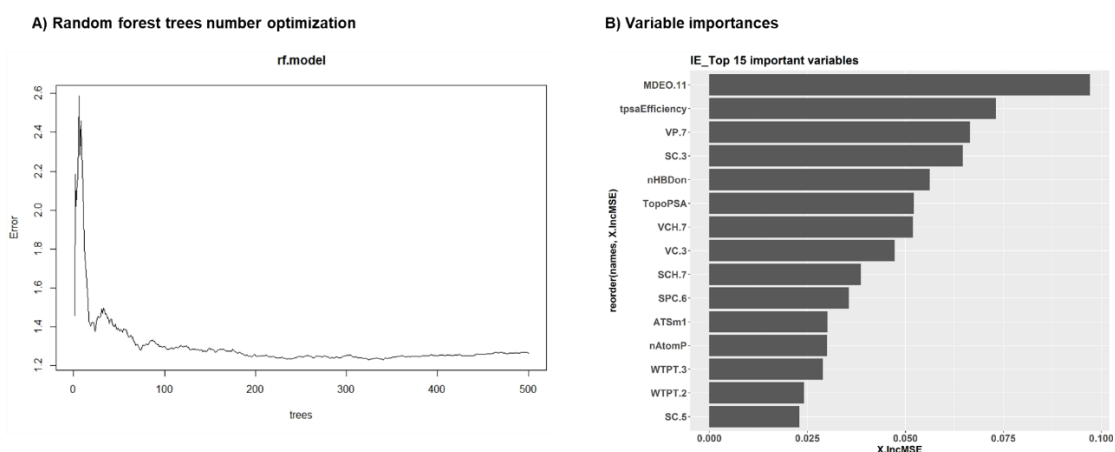 A) Random forest trees number optimization
rf.model
Error
2.6
2.4
2.2
2.0
1.8
1.6
1.4
1.2
0
100
200
300
400
500
trees
B) Variable importances
IE_Top 15 important variables
reorder(names, X.IncMSE)
MDEO.11
tpsaEfficiency
VP.7
SC.3
nHBDon
TopoPSA
VCH.7
VC.3
SCH.7
SPC.6
ATSm1
nAtomP
WTPT.3
WTPT.2
SC.5
0.000
0.025
0.050
0.075
0.100
X.IncMSE